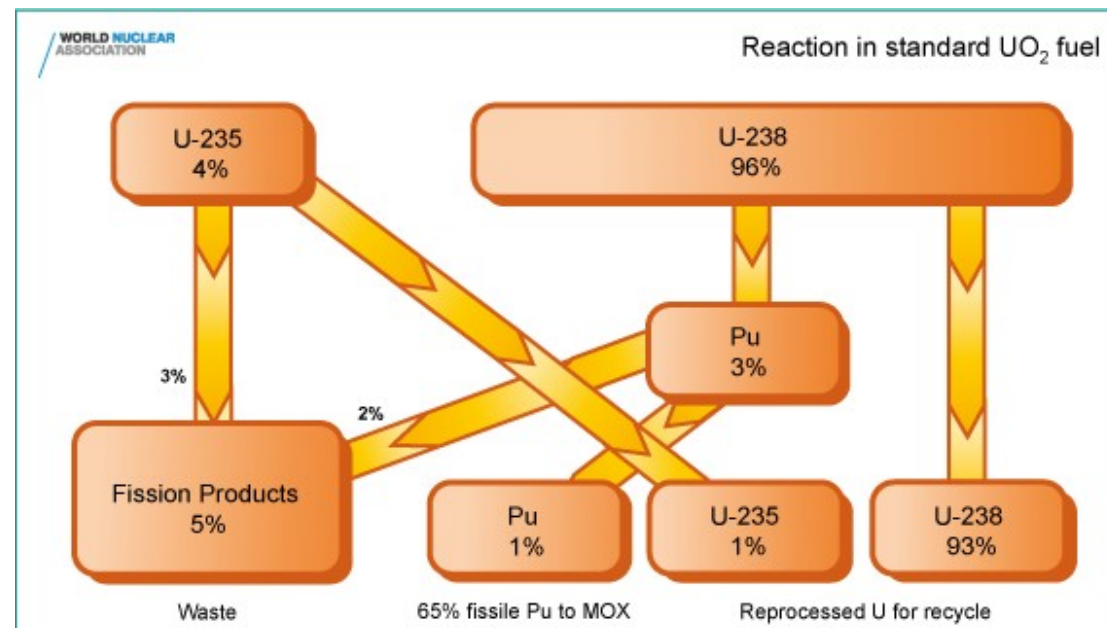 WORLD NUCLEAR
ASSOCIATION
Reaction in standard UO₂ fuel
U-235
4%
U-238
96%
Pu
3%
3%
2%
Fission Products
5%
Pu
1%
U-235
1%
U-238
93%
Waste
65% fissile Pu to MOX
Reprocessed U for recycle